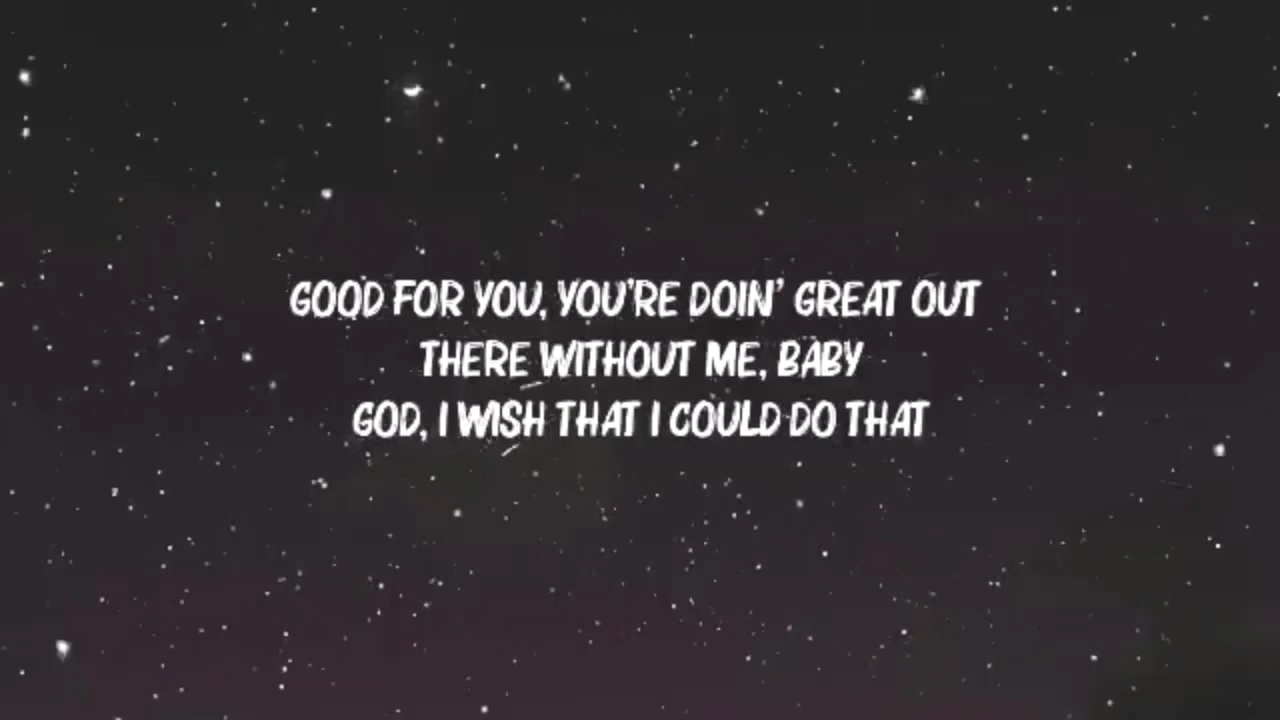 GOOD FOR YOU, YOU'RE DOIN' GREAT OUT
THERE WITHOUT ME, BABY
GOD, I WISH THAT I COULD DO THAT